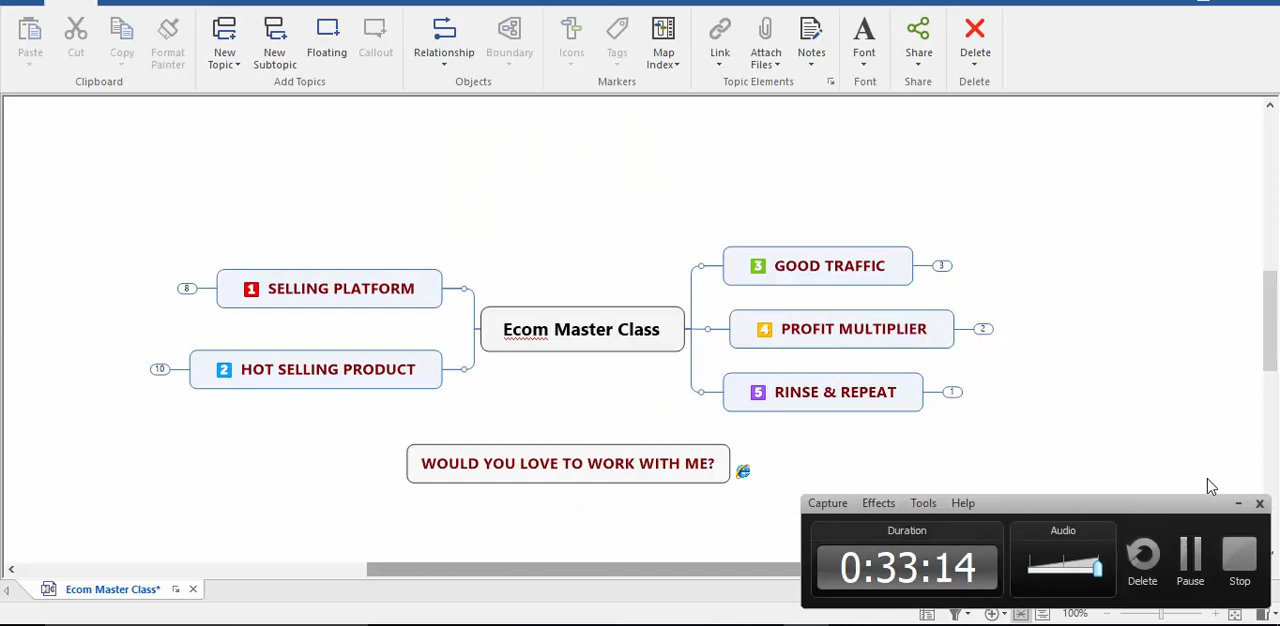 Paste
Cut
Copy
Format
Painter
New
Topic
New
Subtopic
Floating
Callout
Relationship
Boundary
Icons
Tags
Map
Index
Link
Attach
Files
Notes
Font
Share
Delete
Clipboard
Add Topics
Objects
Markers
Topic Elements
Font
Share
Delete
8
1 SELLING PLATFORM
10
2 HOT SELLING PRODUCT
Ecom Master Class
3 GOOD TRAFFIC
3
4 PROFIT MULTIPLIER
2
5 RINSE & REPEAT
1
WOULD YOU LOVE TO WORK WITH ME?
Capture Effects Tools Help
Duration
Audio
0:33:14
Delete
Pause
Stop
Ecom Master Class*
100%